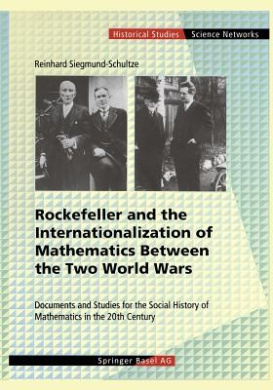 Historical Studies Science Networks
Reinhard Siegmund-Schultze
Rockefeller and the
Internationalization of
Mathematics Between
the Two World Wars
Documents and Studies for the Social History of
Mathematics in the 20th Century
Springer Basel AG